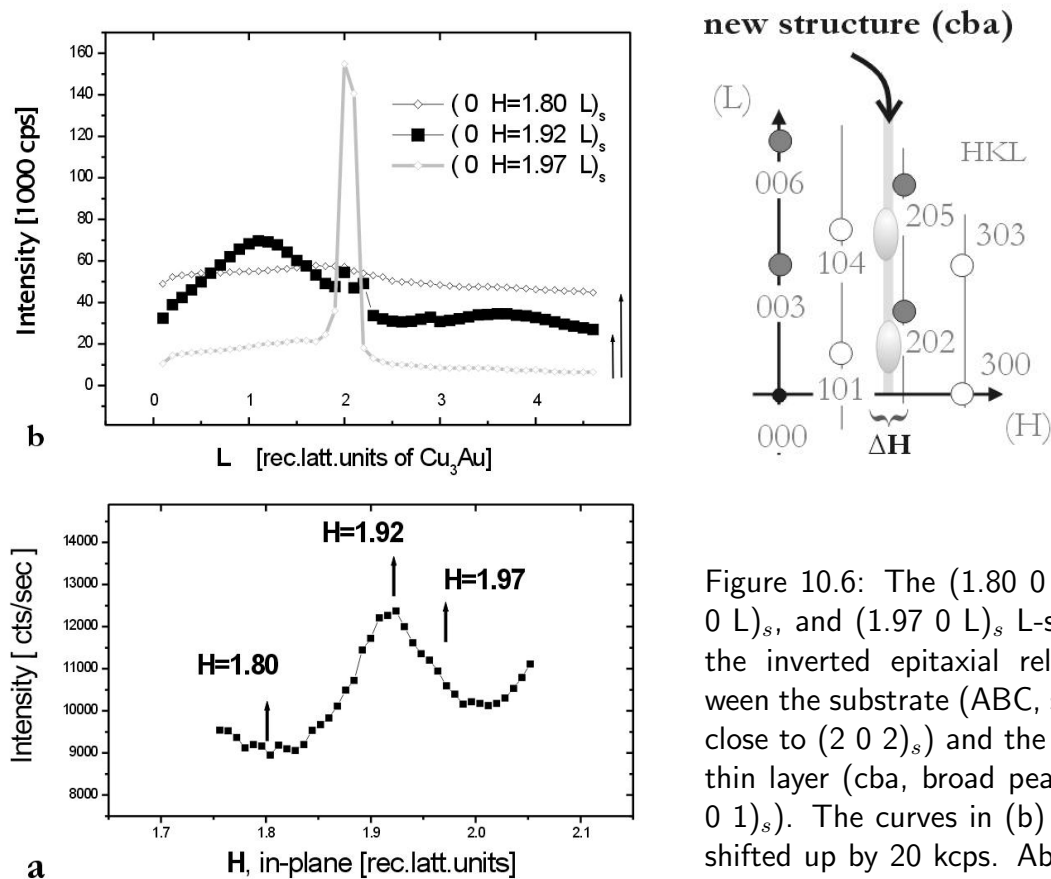 160
140
120
100
80
60
40
20
0
Intensity [1000 cps]
( 0 H=1.80 L)s
( 0 H=1.92 L)s
( 0 H=1.97 L)s
0 1 2 3 4
b
L [rec.latt.units of Cu3Au]
new structure (cba)
(L)
HKL
006
205
104
303
003
202
101
300
000
ΔH
(H)
14000
13000
12000
11000
10000
9000
8000
Intensity [ cts/sec]
H=1.92
H=1.97
H=1.80
1.7 1.8 1.9 2.0 2.1
a
H, in-plane [rec.latt.units]
Figure 10.6: The (1.80 0
0 L)s, and (1.97 0 L)s L-s
the inverted epitaxial rel
ween the substrate (ABC,
close to (2 0 2)s) and the
thin layer (cba, broad pea
0 1)s). The curves in (b)
shifted up by 20 kcps. Ab